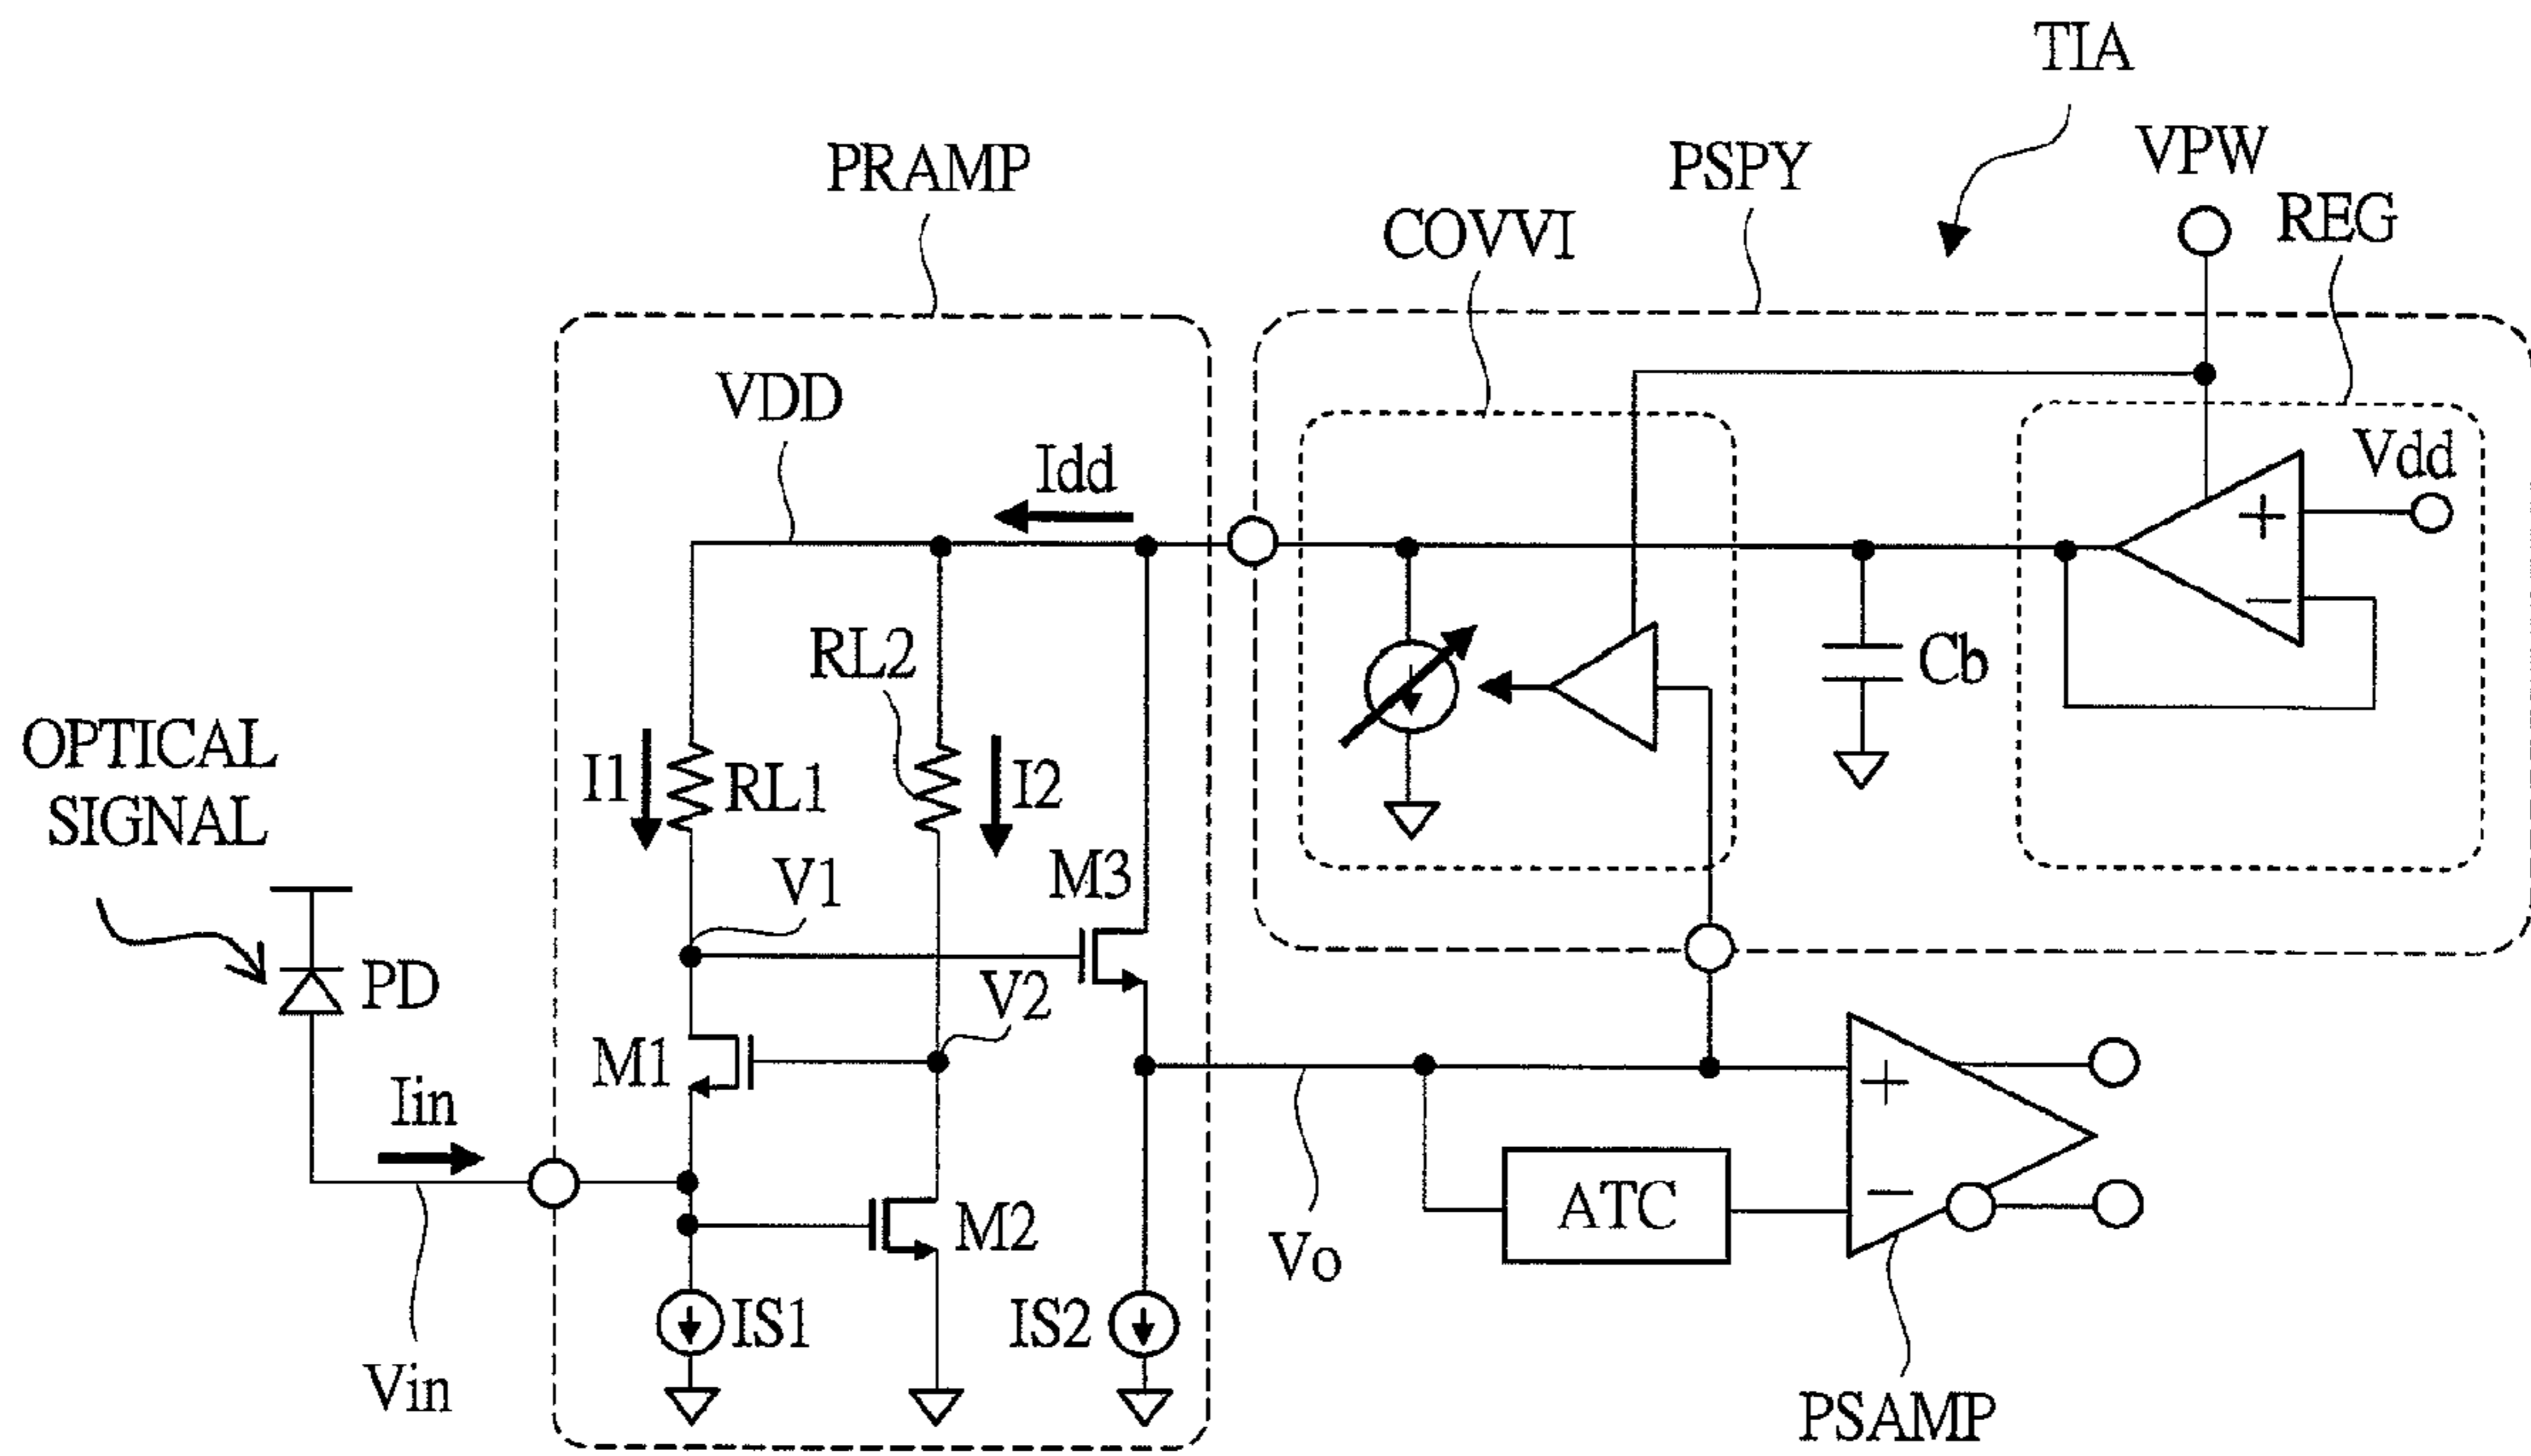 TIA
VPW
PRAMP
PSPY
REG
COVVI
VDD
Idd
Vdd
+
−
RL2
Cb
OPTICAL
SIGNAL
I1
RL1
I2
V1
M3
PD
V2
M1
Iin
+
−
ATC
M2
Vo
IS1
IS2
Vin
PSAMP